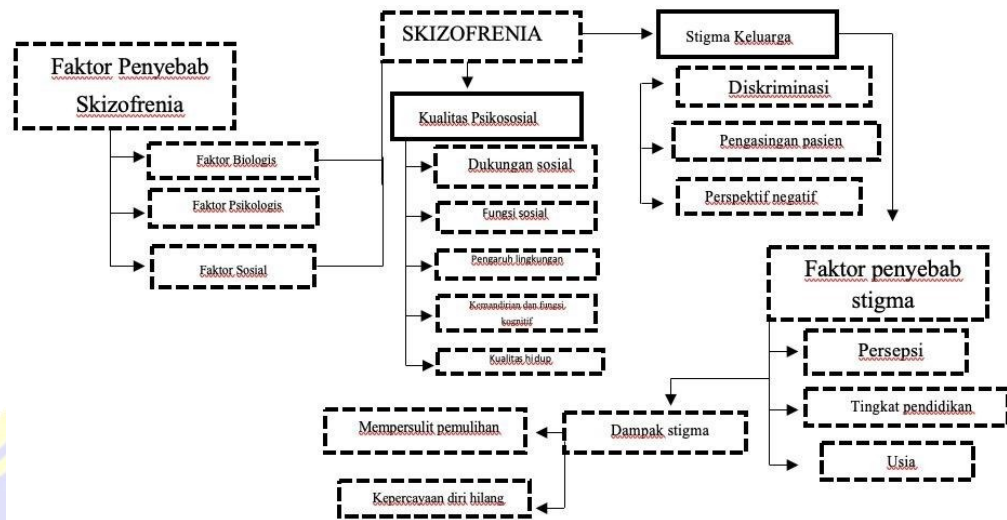 SKIZOFRENIA
Stigma Keluarga
Faktor Penyebab
Skizofrenia
Diskriminasi
Kualitas Psikososial
Pengasingan pasien
Faktor Biologis
Dukungan sosial
Perspektif negatif
Faktor Psikologis
Fungsi sosial
Faktor Sosial
Pengaruh lingkungan
Faktor penyebab
stigma
Kemandirian dan fungsi
kognitif
Kualitas hidup
Persepsi
Tingkat pendidikan
Mempersulit pemulihan
Dampak stigma
Usia
Kepercayaan diri hilang